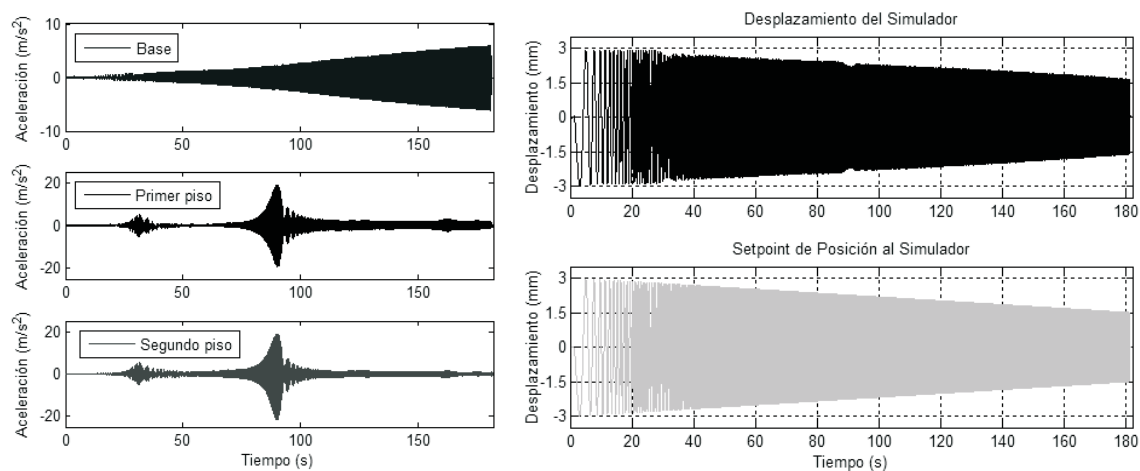 Aceleración (m/s²)
10
0
-10
Base
0 50 100 150
Aceleración (m/s²)
20
0
-20
Primer piso
0 50 100 150
Aceleración (m/s²)
20
0
-20
Segundo piso
0 50 100 150
Tiempo (s)
Desplazamiento del Simulador
Desplazamiento (mm)
3
1.5
0
-1.5
-3
0 20 40 60 80 100 120 140 160 180
Setpoint de Posición al Simulador
Desplazamiento (mm)
3
1.5
0
-1.5
-3
0 20 40 60 80 100 120 140 160 180
Tiempo (s)